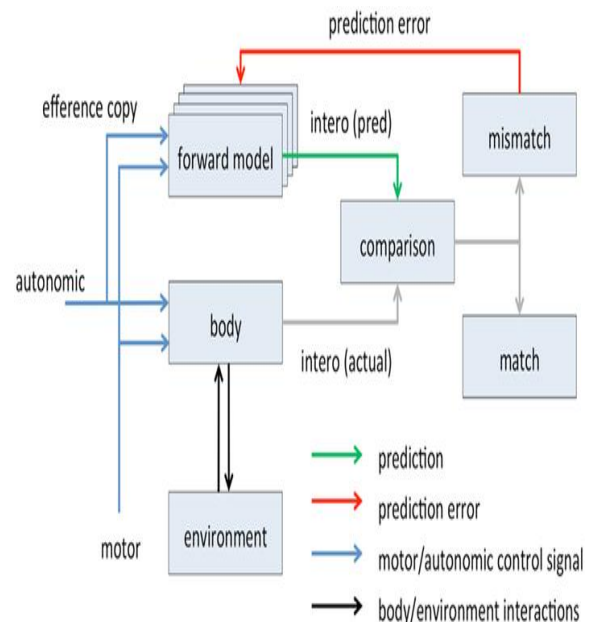 prediction error
efference copy
intero (pred)
mismatch
forward model
comparison
autonomic
body
intero (actual)
match
prediction
prediction error
environment
motor/autonomic control signal
motor
body/environment interactions